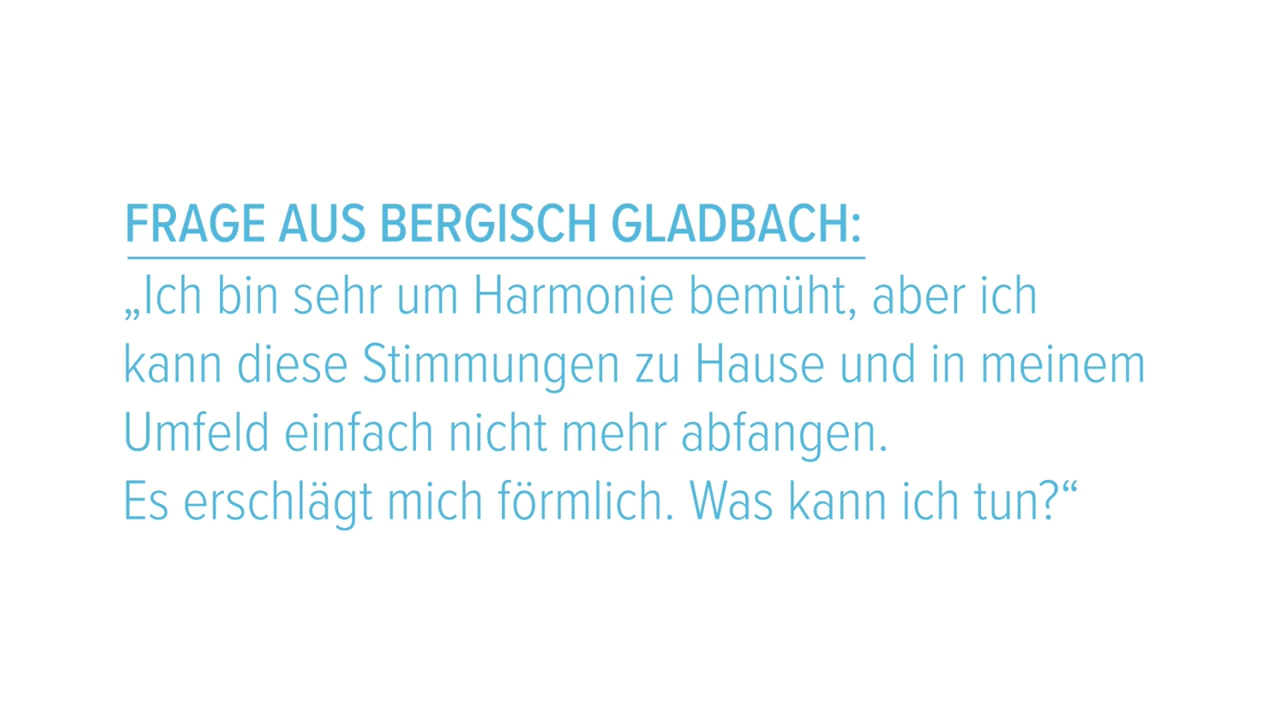 FRAGE AUS BERGISCH GLADBACH:
„Ich bin sehr um Harmonie bemüht, aber ich
kann diese Stimmungen zu Hause und in meinem
Umfeld einfach nicht mehr abfangen.
Es erschlägt mich förmlich. Was kann ich tun?“